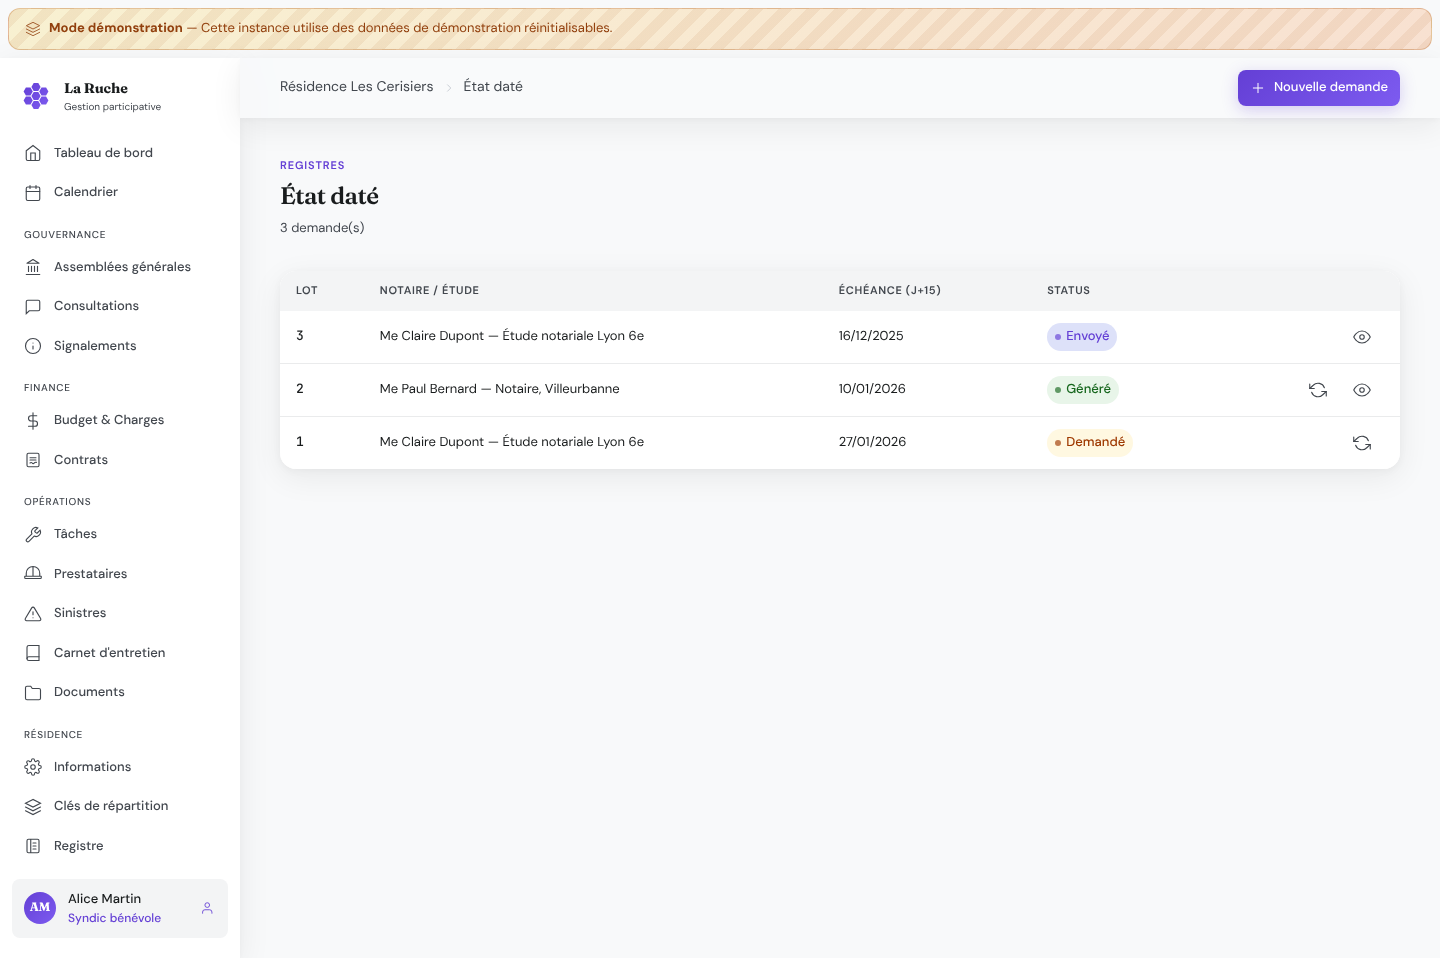 Mode démonstration — Cette instance utilise des données de démonstration réinitialisables.
La Ruche
Gestion participative
Tableau de bord
Calendrier
GOUVERNANCE
Assemblées générales
Consultations
Signalements
FINANCE
Budget & Charges
Contrats
OPÉRATIONS
Tâches
Prestataires
Sinistres
Carnet d'entretien
Documents
RÉSIDENCE
Informations
Clés de répartition
Registre
AM
Alice Martin
Syndic bénévole
Résidence Les Cerisiers > État daté
Nouvelle demande
REGISTRES
État daté
3 demande(s)
LOT NOTAIRE / ÉTUDE ÉCHÉANCE (J+15) STATUS
3 Me Claire Dupont — Étude notariale Lyon 6e 16/12/2025 Envoyé
2 Me Paul Bernard — Notaire, Villeurbanne 10/01/2026 Généré
1 Me Claire Dupont — Étude notariale Lyon 6e 27/01/2026 Demandé